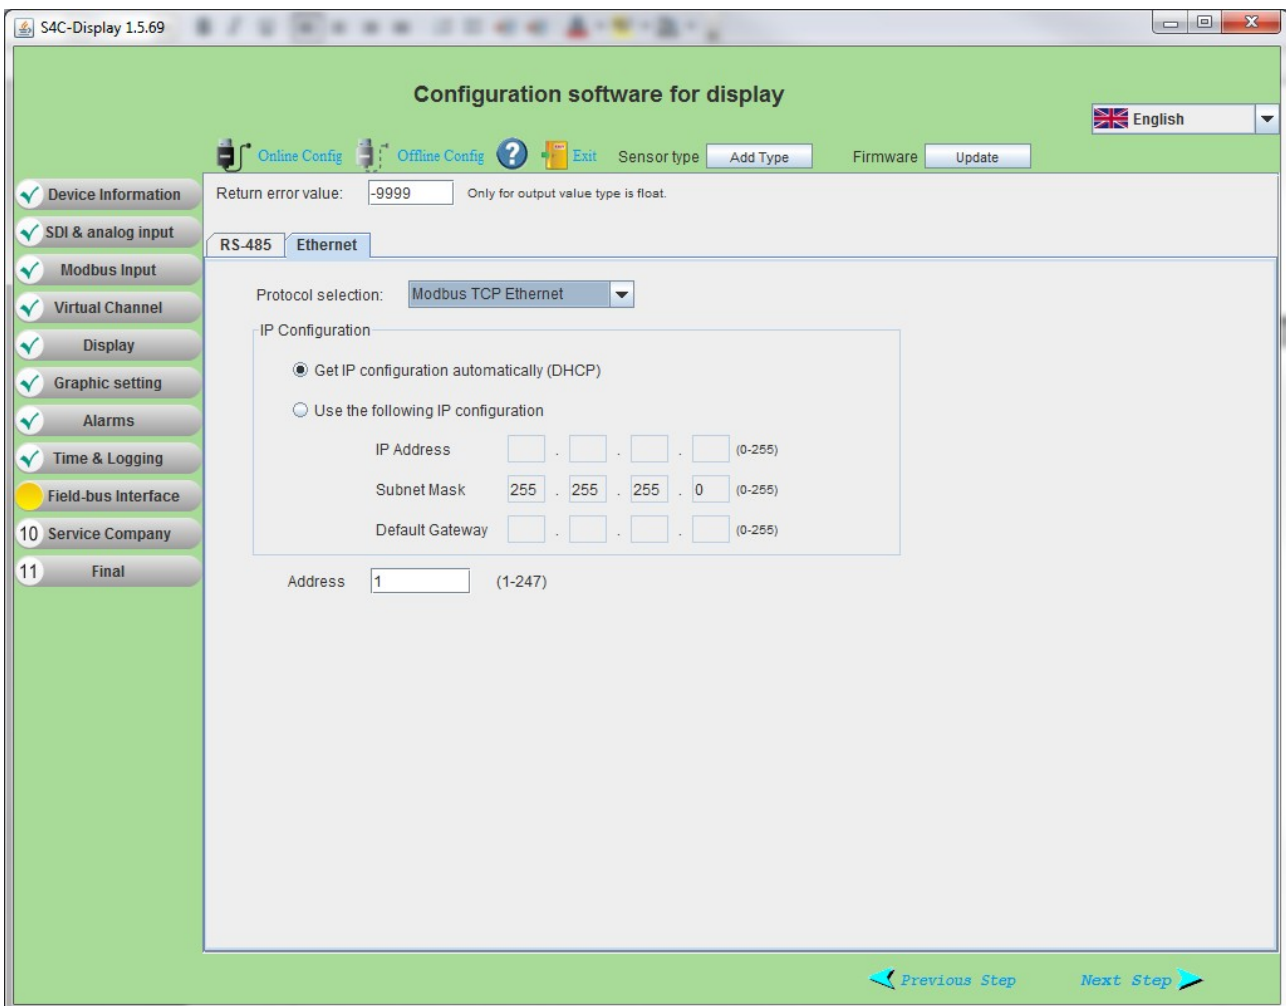 S4C-Display 1.5.69
Configuration software for display
English
Online Config Offline Config ? Exit Sensor type Add Type Firmware Update
Device Information
SDI & analog input
Modbus Input
Virtual Channel
Display
Graphic setting
Alarms
Time & Logging
Field-bus Interface
10 Service Company
11 Final
Return error value: -9999 Only for output value type is float.
RS-485 Ethernet
Protocol selection: Modbus TCP Ethernet
IP Configuration
Get IP configuration automatically (DHCP)
Use the following IP configuration
IP Address . . . (0-255)
Subnet Mask 255 . 255 . 255 . 0 (0-255)
Default Gateway . . . (0-255)
Address 1 (1-247)
Previous Step Next Step